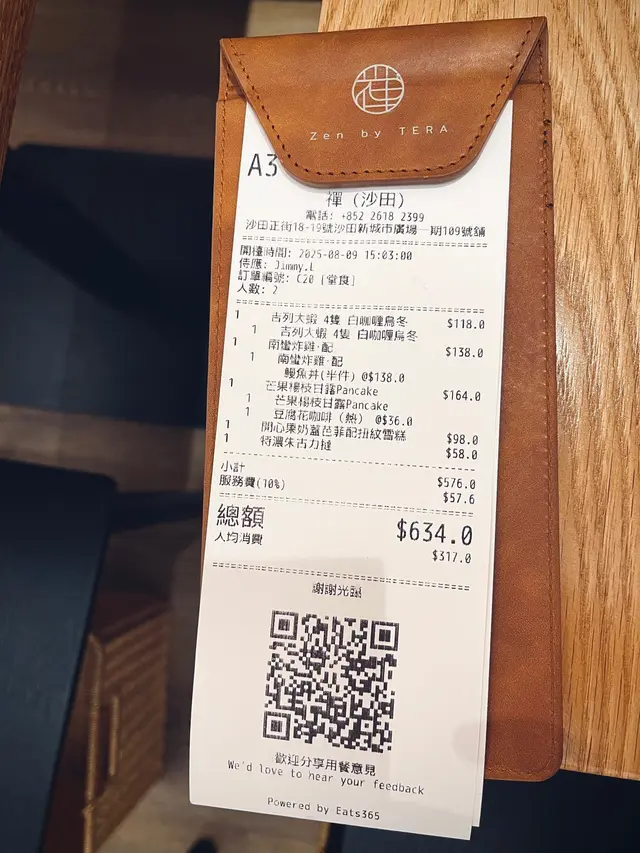 禪
Zen by TERA
A3
禪 (沙田)
電話: +852 2618 2399
沙田正街18-19號沙田新城市廣場一期109號舖
開檯時間: 2025-08-09 15:03:00
侍應: Jimmy.L
訂單編號: C20 [堂食]
人數: 2
1 吉列大蝦 4隻 白咖喱烏冬 $118.0
1 吉列大蝦 4隻 白咖喱烏冬
1 南蠻炸雞·配 $138.0
1 南蠻炸雞·配
鰻魚丼(半件) @$138.0
1 芒果楊枝甘露Pancake $164.0
1 芒果楊枝甘露Pancake
1 豆腐花咖啡 (熱) @$36.0
1 開心果奶蓋芭菲配扭紋雪糕 $98.0
1 特濃朱古力撻 $58.0
小計 $576.0
服務費(10%) $57.6
總額 $634.0
人均消費 $317.0
謝謝光臨
歡迎分享用餐意見
We'd love to hear your feedback
Powered by Eats365